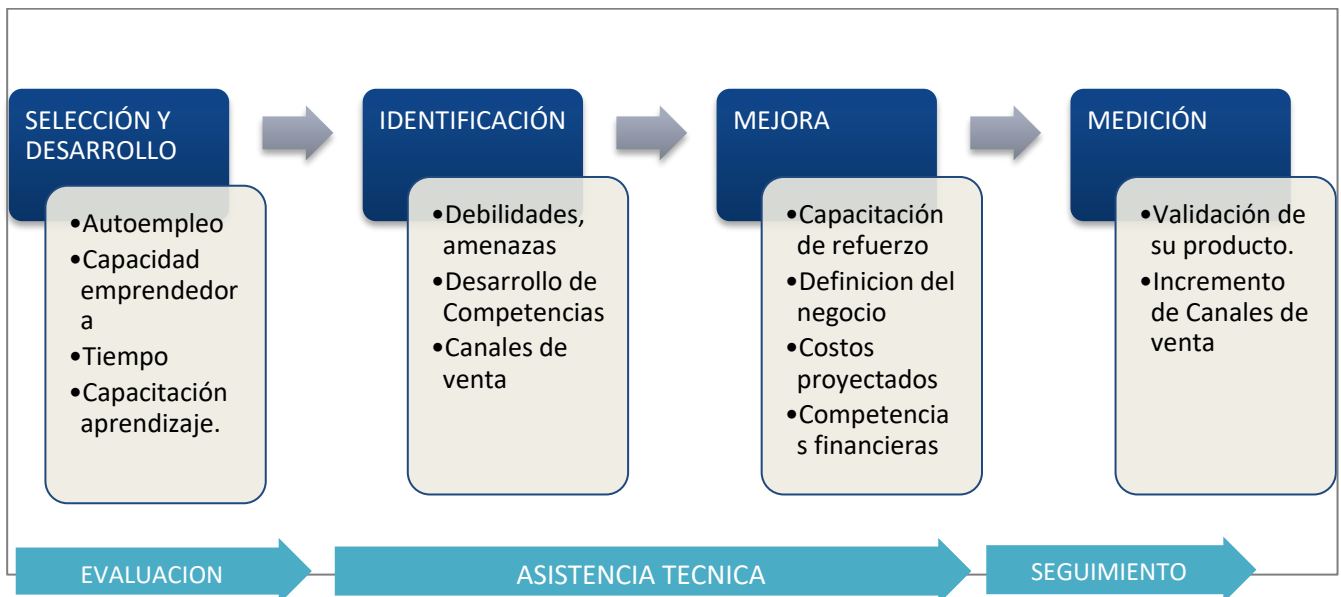 SELECCIÓN Y
DESARROLLO
•Autoempleo
•Capacidad
emprendedor
a
•Tiempo
•Capacitación
aprendizaje.
IDENTIFICACIÓN
•Debilidades,
amenazas
•Desarrollo de
Competencias
•Canales de
venta
MEJORA
•Capacitación
de refuerzo
•Definicion del
negocio
•Costos
proyectados
•Competencia
s financieras
MEDICIÓN
•Validación de
su producto.
•Incremento
de Canales de
venta
EVALUACION
ASISTENCIA TECNICA
SEGUIMIENTO